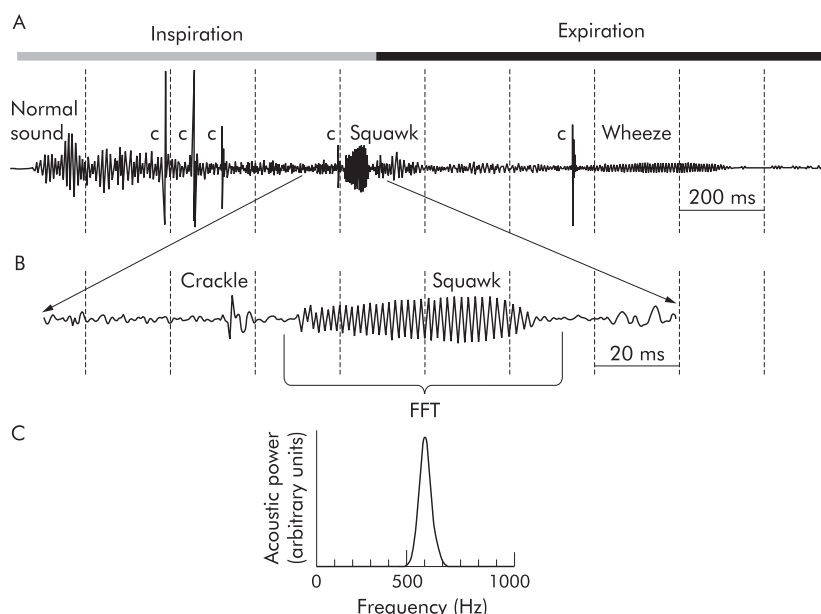 A
Inspiration
Expiration
Normal
sound
c
c
c
c
Squawk
c
Wheeze
200 ms
B
Crackle
Squawk
20 ms
FFT
C
Acoustic power
(arbitrary units)
0
500
1000
Frequency (Hz)